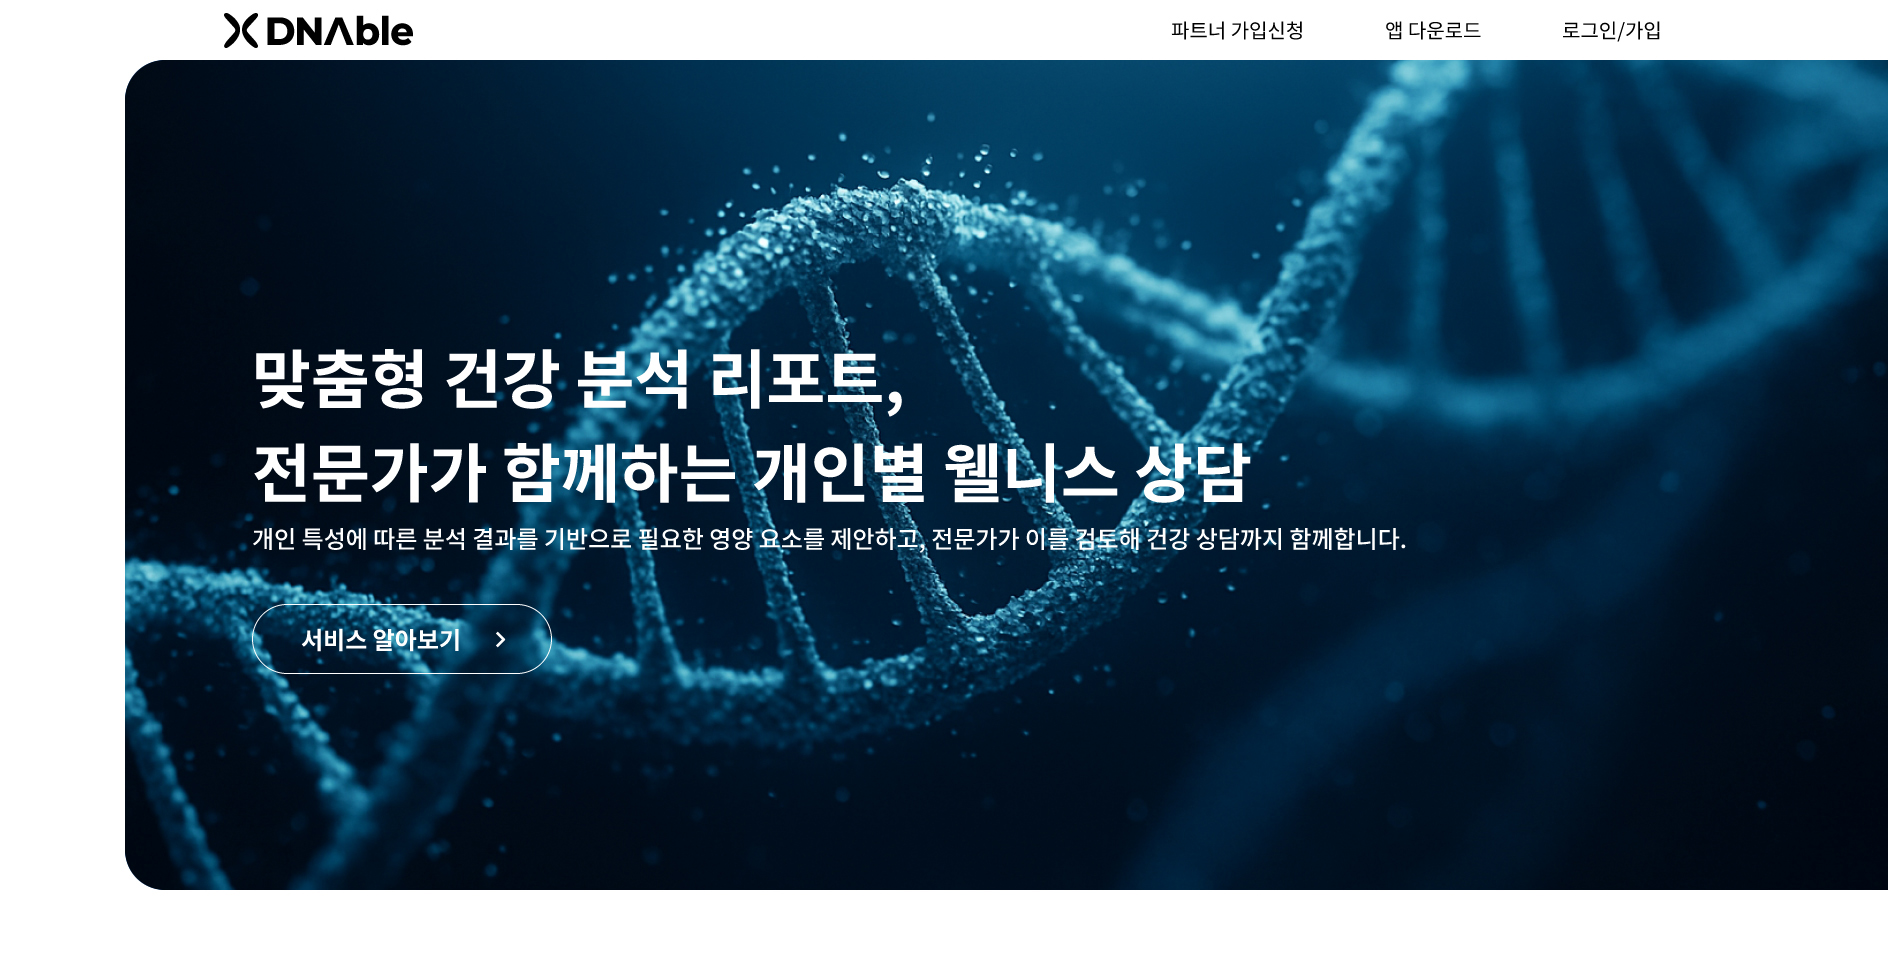 DNAble
파트너 가입신청
앱 다운로드
로그인/가입
맞춤형 건강 분석 리포트,
전문가가 함께하는 개인별 웰니스 상담
개인 특성에 따른 분석 결과를 기반으로 필요한 영양 요소를 제안하고, 전문가가 이를 검토해 건강 상담까지 함께합니다.
서비스 알아보기